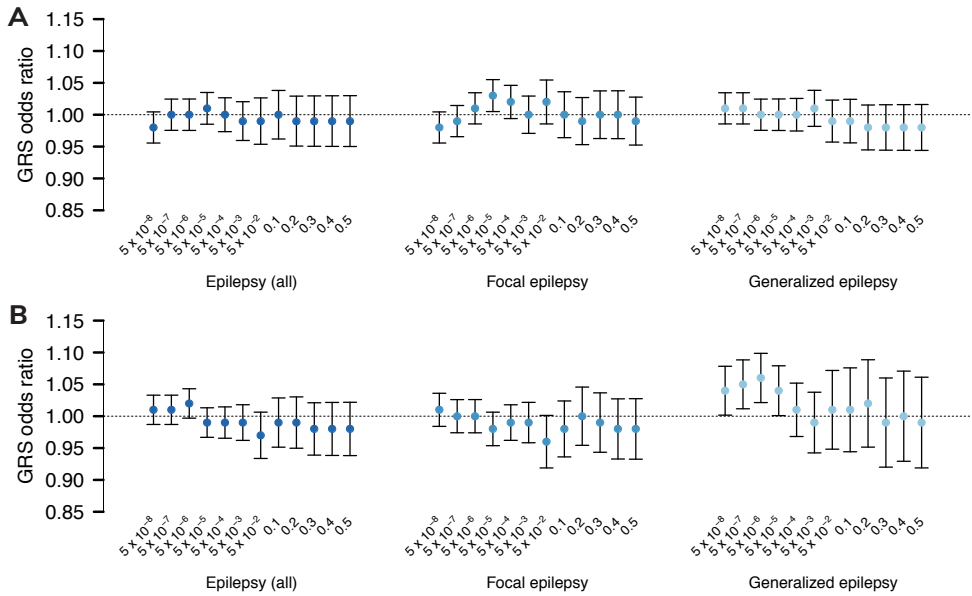 A
GRS odds ratio
1.15
1.10
1.05
1.00
0.95
0.90
0.85
5 x 10⁻⁸
5 x 10⁻⁷
5 x 10⁻⁶
5 x 10⁻⁵
5 x 10⁻⁴
5 x 10⁻³
5 x 10⁻²
0.1
0.2
0.3
0.4
0.5
Epilepsy (all)
5 x 10⁻⁸
5 x 10⁻⁷
5 x 10⁻⁶
5 x 10⁻⁵
5 x 10⁻⁴
5 x 10⁻³
5 x 10⁻²
0.1
0.2
0.3
0.4
0.5
Focal epilepsy
5 x 10⁻⁸
5 x 10⁻⁷
5 x 10⁻⁶
5 x 10⁻⁵
5 x 10⁻⁴
5 x 10⁻³
5 x 10⁻²
0.1
0.2
0.3
0.4
0.5
Generalized epilepsy
B
GRS odds ratio
1.15
1.10
1.05
1.00
0.95
0.90
0.85
5 x 10⁻⁸
5 x 10⁻⁷
5 x 10⁻⁶
5 x 10⁻⁵
5 x 10⁻⁴
5 x 10⁻³
5 x 10⁻²
0.1
0.2
0.3
0.4
0.5
Epilepsy (all)
5 x 10⁻⁸
5 x 10⁻⁷
5 x 10⁻⁶
5 x 10⁻⁵
5 x 10⁻⁴
5 x 10⁻³
5 x 10⁻²
0.1
0.2
0.3
0.4
0.5
Focal epilepsy
5 x 10⁻⁸
5 x 10⁻⁷
5 x 10⁻⁶
5 x 10⁻⁵
5 x 10⁻⁴
5 x 10⁻³
5 x 10⁻²
0.1
0.2
0.3
0.4
0.5
Generalized epilepsy